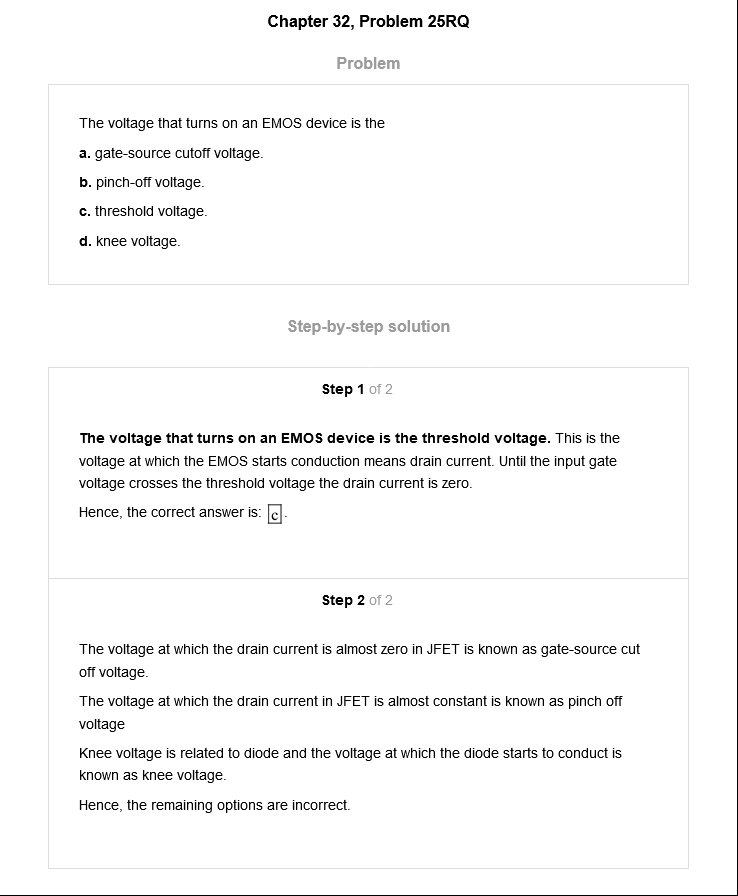 Chapter 32, Problem 25RQ
Problem
The voltage that turns on an EMOS device is the
a. gate-source cutoff voltage.
b. pinch-off voltage.
c. threshold voltage.
d. knee voltage.
Step-by-step solution
Step 1 of 2
The voltage that turns on an EMOS device is the threshold voltage. This is the
voltage at which the EMOS starts conduction means drain current. Until the input gate
voltage crosses the threshold voltage the drain current is zero.
Hence, the correct answer is: c.
Step 2 of 2
The voltage at which the drain current is almost zero in JFET is known as gate-source cut
off voltage.
The voltage at which the drain current in JFET is almost constant is known as pinch off
voltage
Knee voltage is related to diode and the voltage at which the diode starts to conduct is
known as knee voltage.
Hence, the remaining options are incorrect.